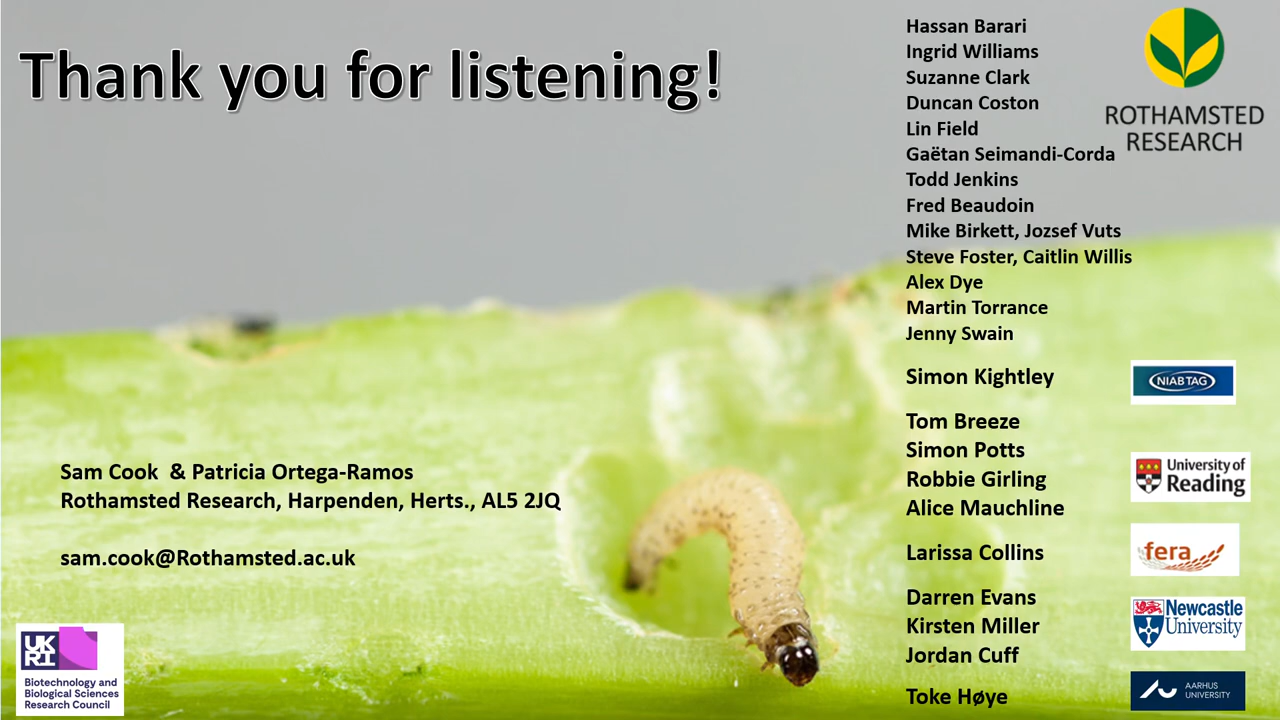 Thank you for listening!
Sam Cook  & Patricia Ortega-Ramos
Rothamsted Research, Harpenden, Herts., AL5 2JQ
sam.cook@Rothamsted.ac.uk
UK
RI
Biotechnology and
Biological Sciences
Research Council
Hassan Barari
Ingrid Williams
Suzanne Clark
Duncan Coston
Lin Field
Gaëtan Seimandi-Corda
Todd Jenkins
Fred Beaudoin
Mike Birkett, Jozsef Vuts
Steve Foster, Caitlin Willis
Alex Dye
Martin Torrance
Jenny Swain
ROTHAMSTED
RESEARCH
Simon Kightley
NIAB TAG
Tom Breeze
Simon Potts
Robbie Girling
Alice Mauchline
University of
Reading
Larissa Collins
fera
Darren Evans
Kirsten Miller
Jordan Cuff
Newcastle
University
Toke Høye
AARHUS
UNIVERSITY